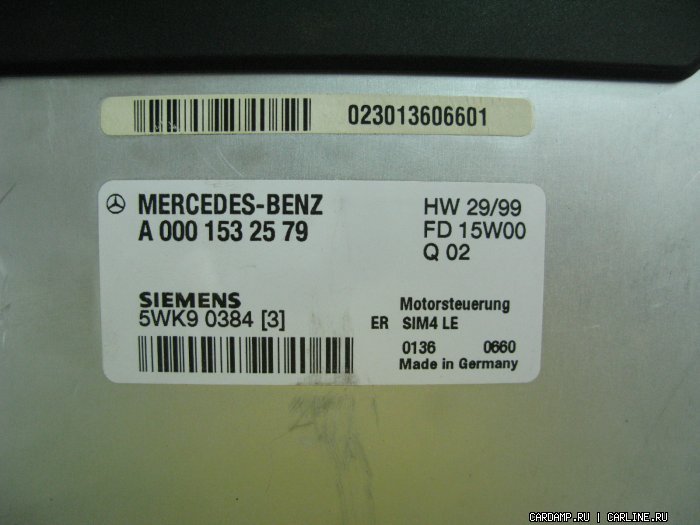 023013606601
MERCEDES-BENZ HW 29/99
A 000 153 25 79 FD 15W00
Q 02
SIEMENS Motorsteuerung
5WK9 0384 [3] ER SIM4 LE
0136 0660
Made in Germany
CARDAMP.RU | CARLINE.RU